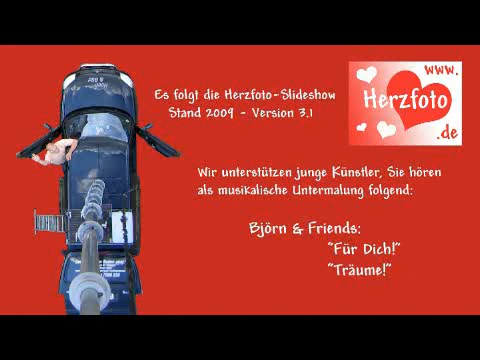 Es folgt die Herzfoto-Slideshow
Stand 2009 - Version 3.1
www.
Herzfoto
.de
Wir unterstützen junge Künstler, Sie hören
als musikalische Untermalung folgend:
Björn & Friends:
"Für Dich!"
"Träume!"